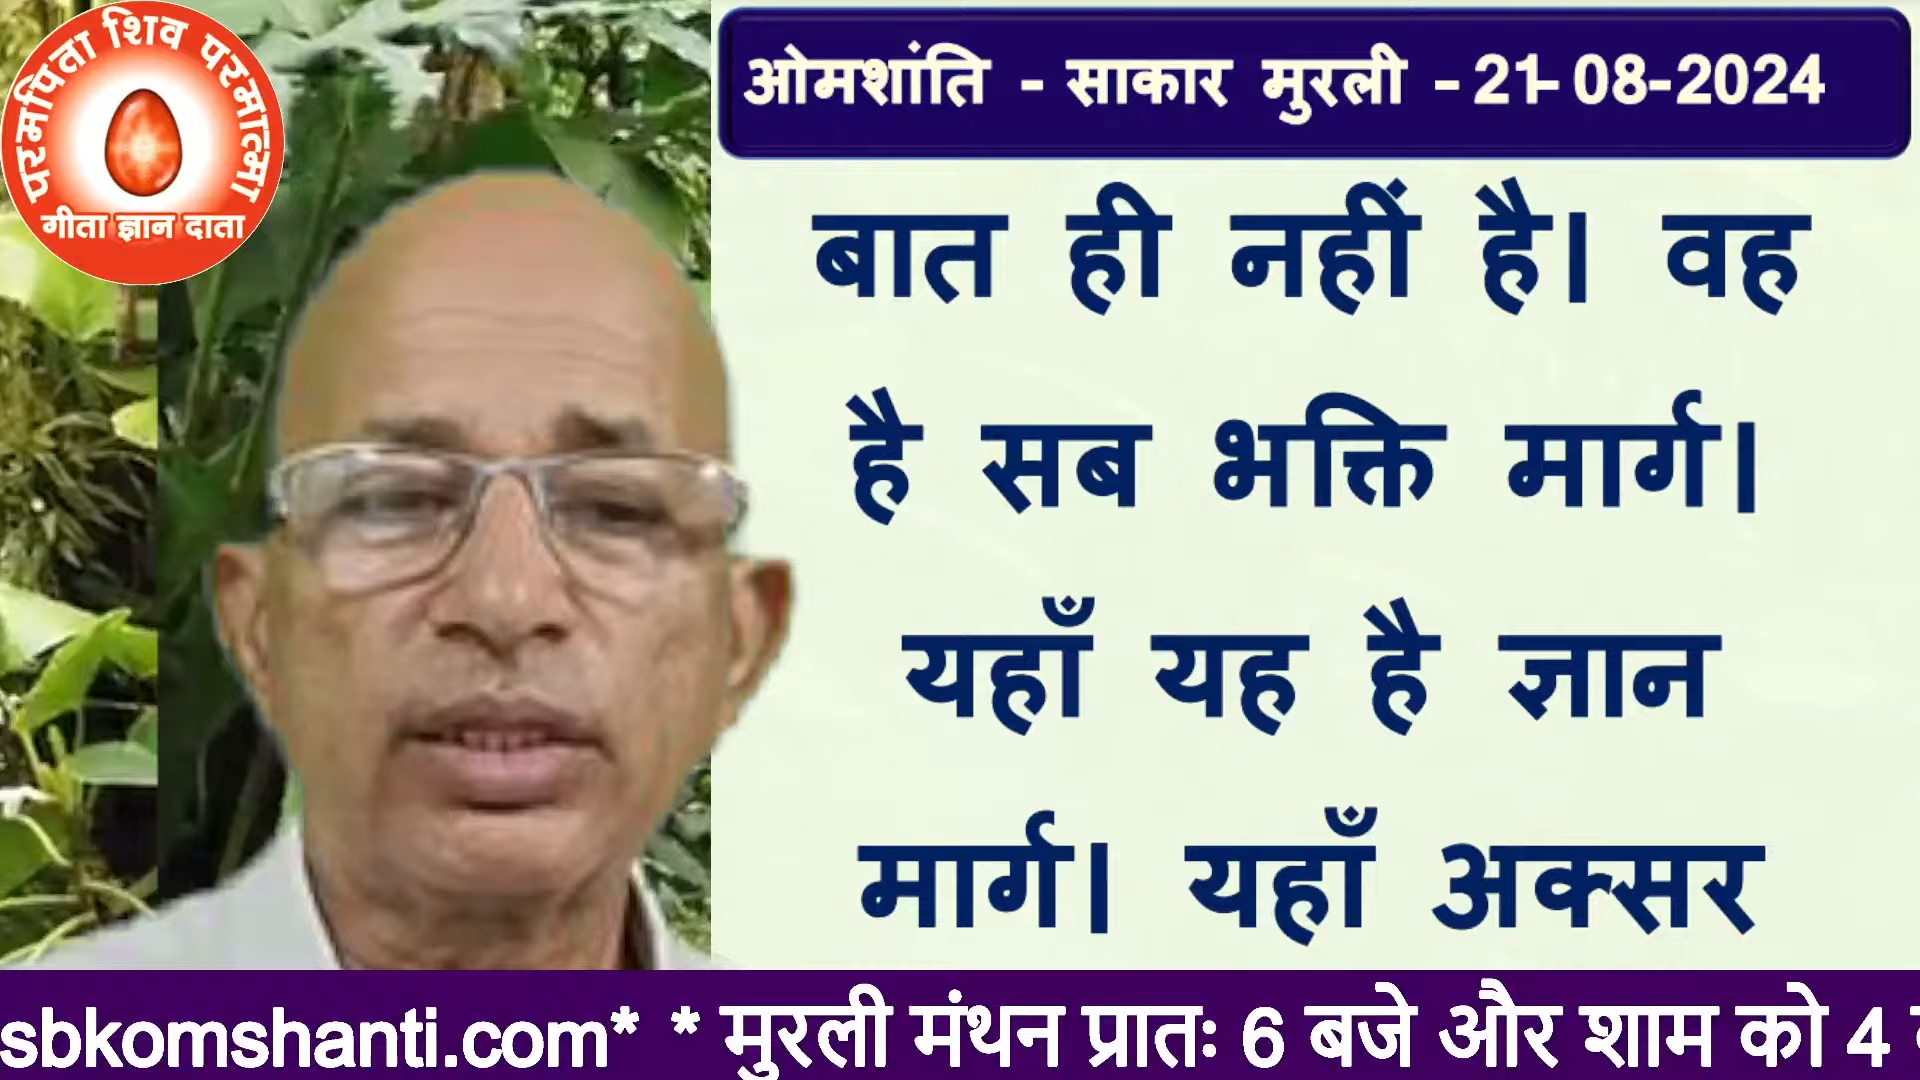 परमपिता शिव परमात्मा
गीता ज्ञान दाता
ओमशांति - साकार मुरली - 21-08-2024
बात ही नहीं है। वह
है सब भक्ति मार्ग।
यहाँ यह है ज्ञान
मार्ग। यहाँ अक्सर
sbkomshanti.com* * मुरली मंथन प्रातः 6 बजे और शाम को 4